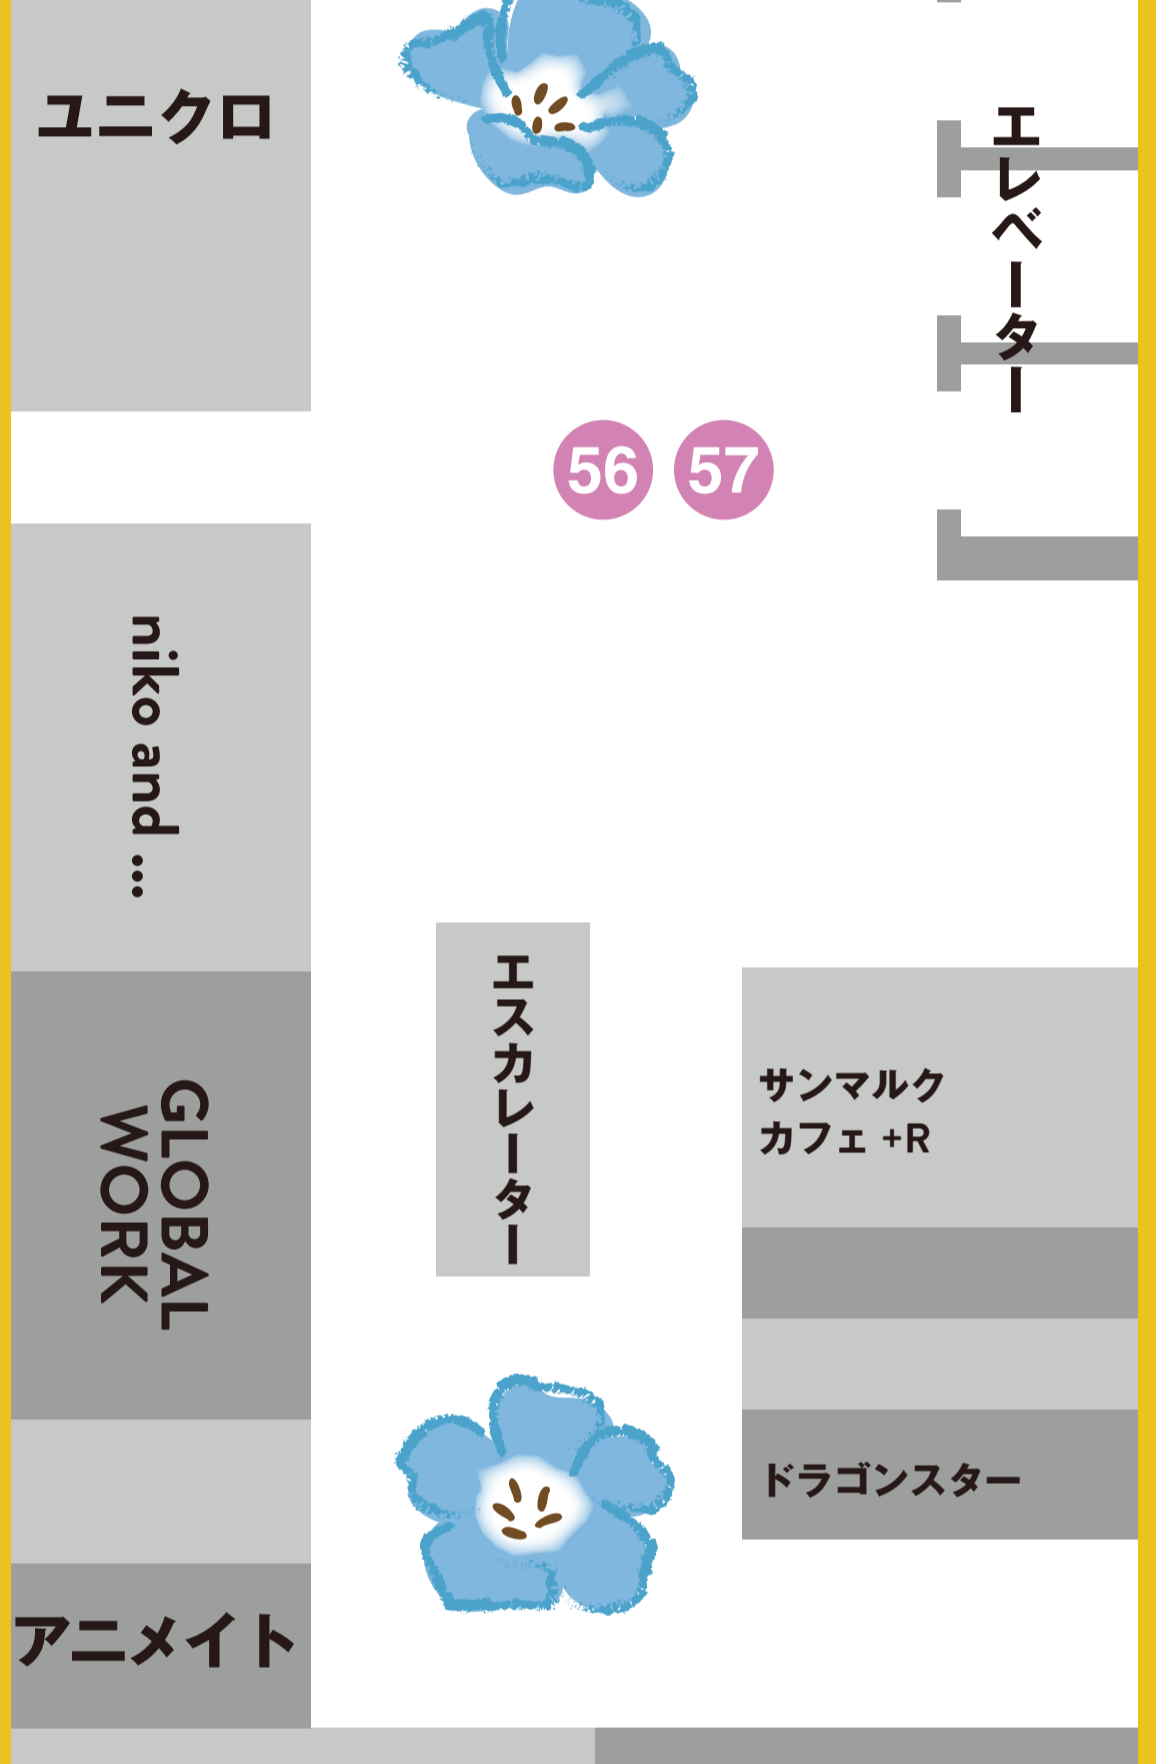 ユニクロ
エレベーター
56 57
niko and ...
GLOBAL
WORK
エスカレーター
サンマルク
カフェ +R
ドラゴンスター
アニメイト